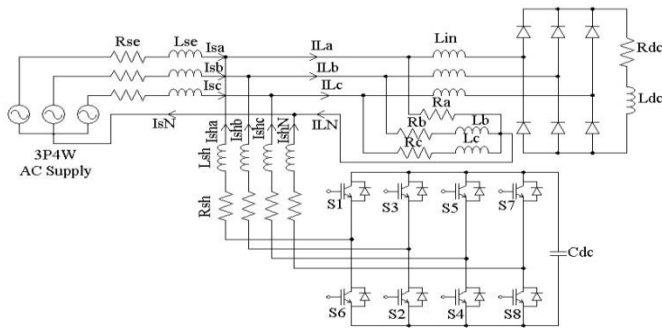 Rse Lse Isa ILa Lin
Isb ILb Rdc
Isc ILc
Ra Ldc
Rb Lb
IsN ILN Rc Lc
3P4W
AC Supply
Isha Ishb Ishc IshN
Lsh
Rsh
S1 S3 S5 S7
Cdc
S6 S2 S4 S8